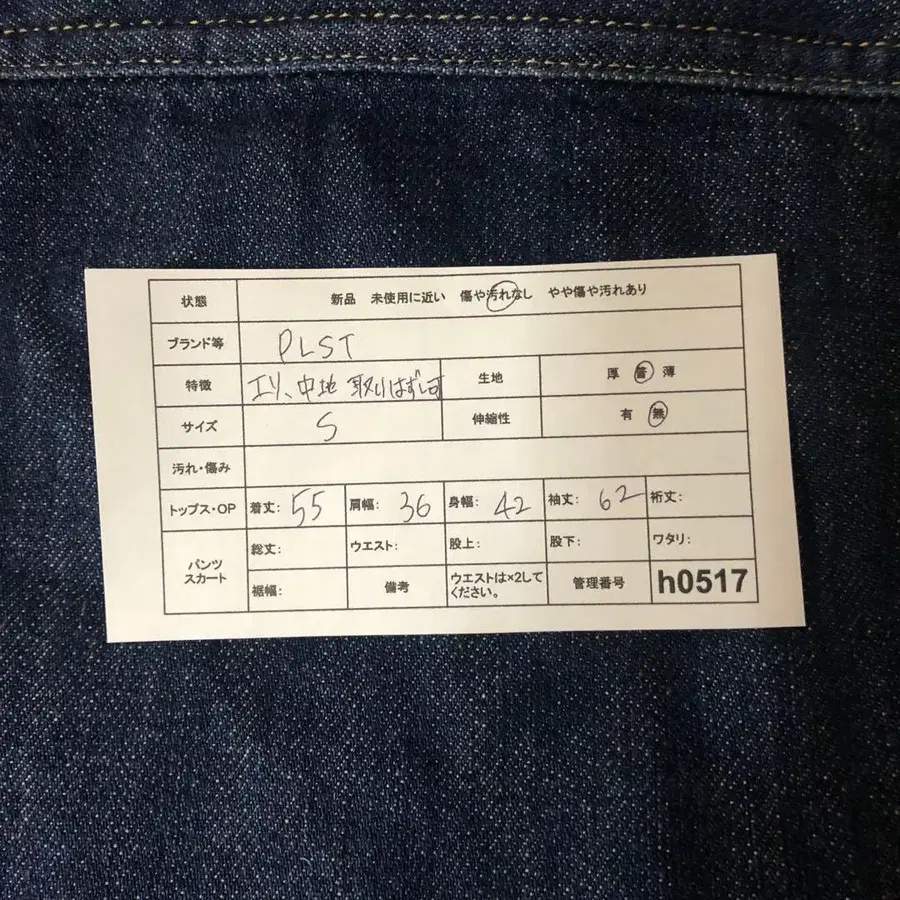 状態 新品 未使用に近い 傷や汚れなし やや傷や汚れあり
ブランド等 PLST
特徴 エリ、中地 取りはずし可 生地 厚 普 薄
サイズ S 伸縮性 有 無
汚れ・傷み
トップス・OP 着丈: 55 肩幅: 36 身幅: 42 袖丈: 62 裄丈:
パンツ スカート 総丈: ウエスト: 股上: 股下: ワタリ:
裾幅: 備考 ウエストは×2して
ください。 管理番号 h0517